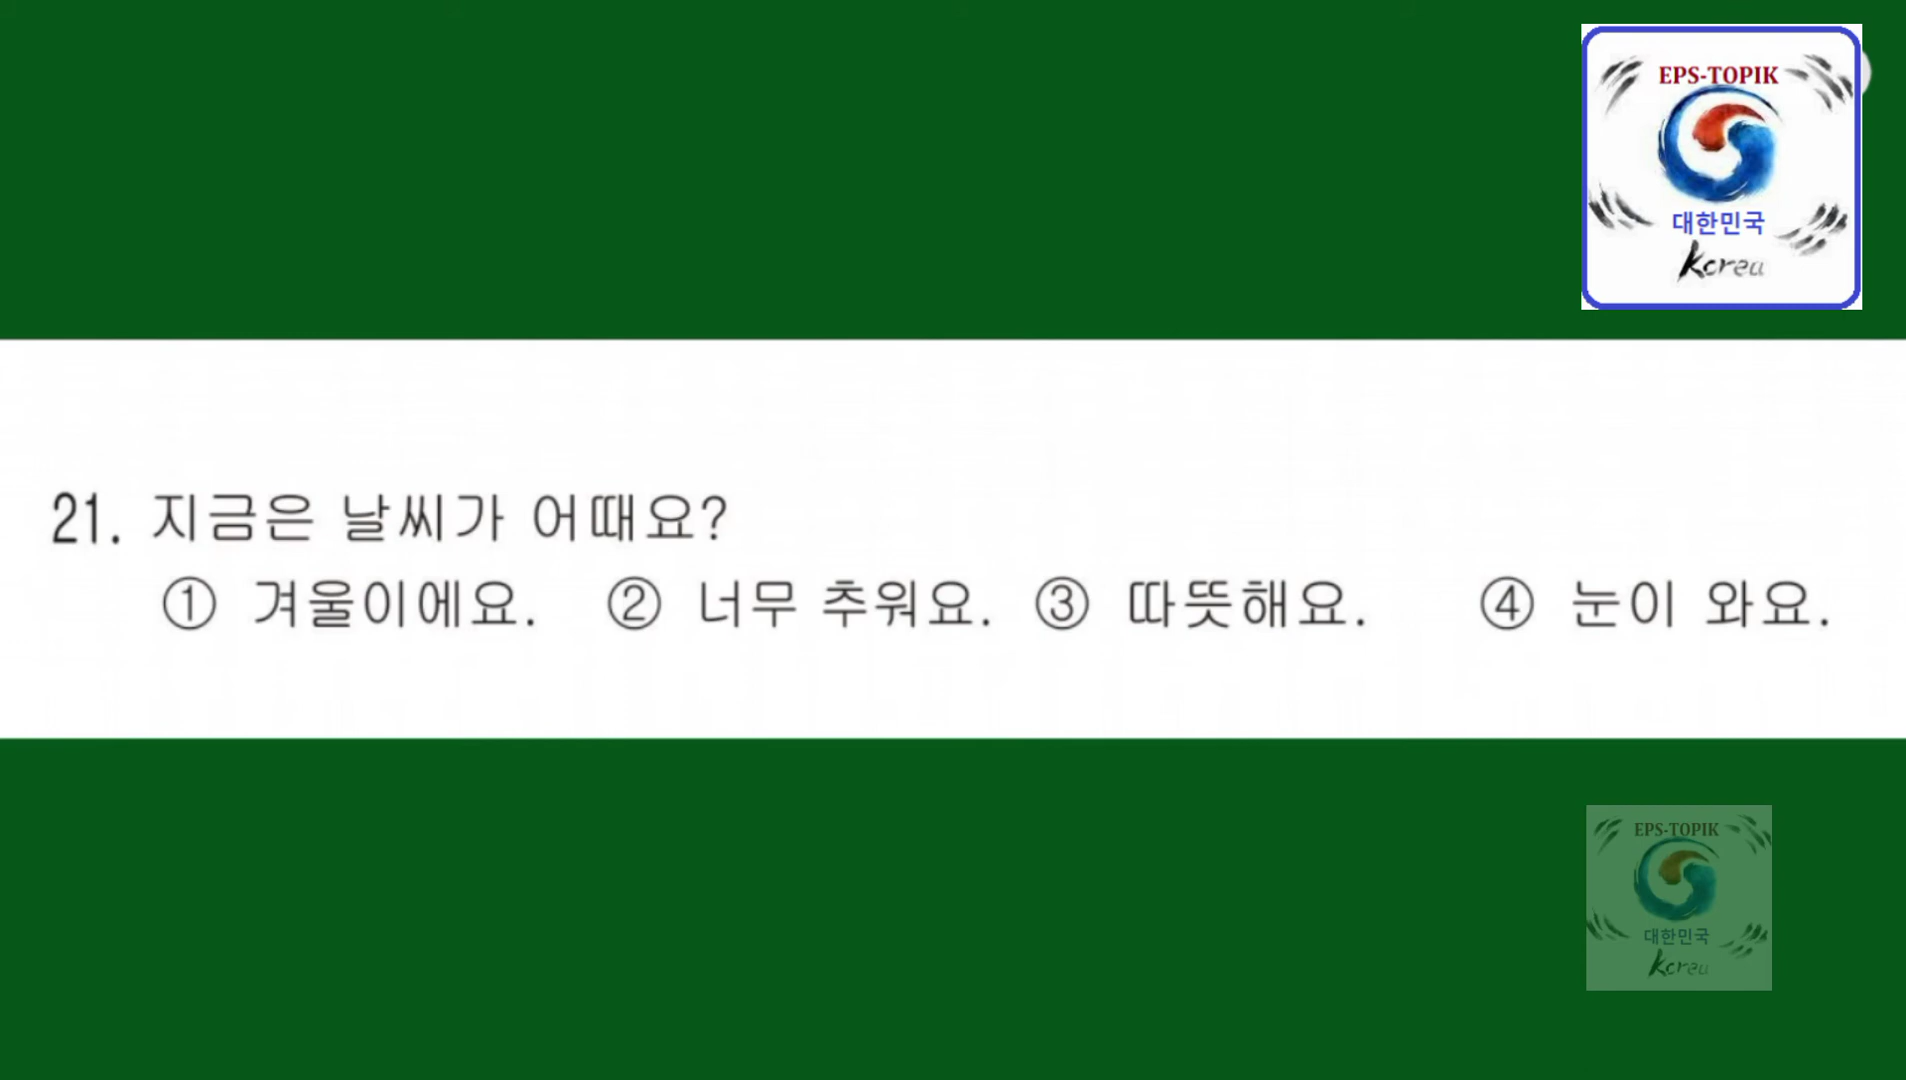 EPS-TOPIK
대한민국
Korea
21. 지금은 날씨가 어때요?
① 겨울이에요. ② 너무 추워요. ③ 따뜻해요. ④ 눈이 와요.
EPS-TOPIK
대한민국
Korea